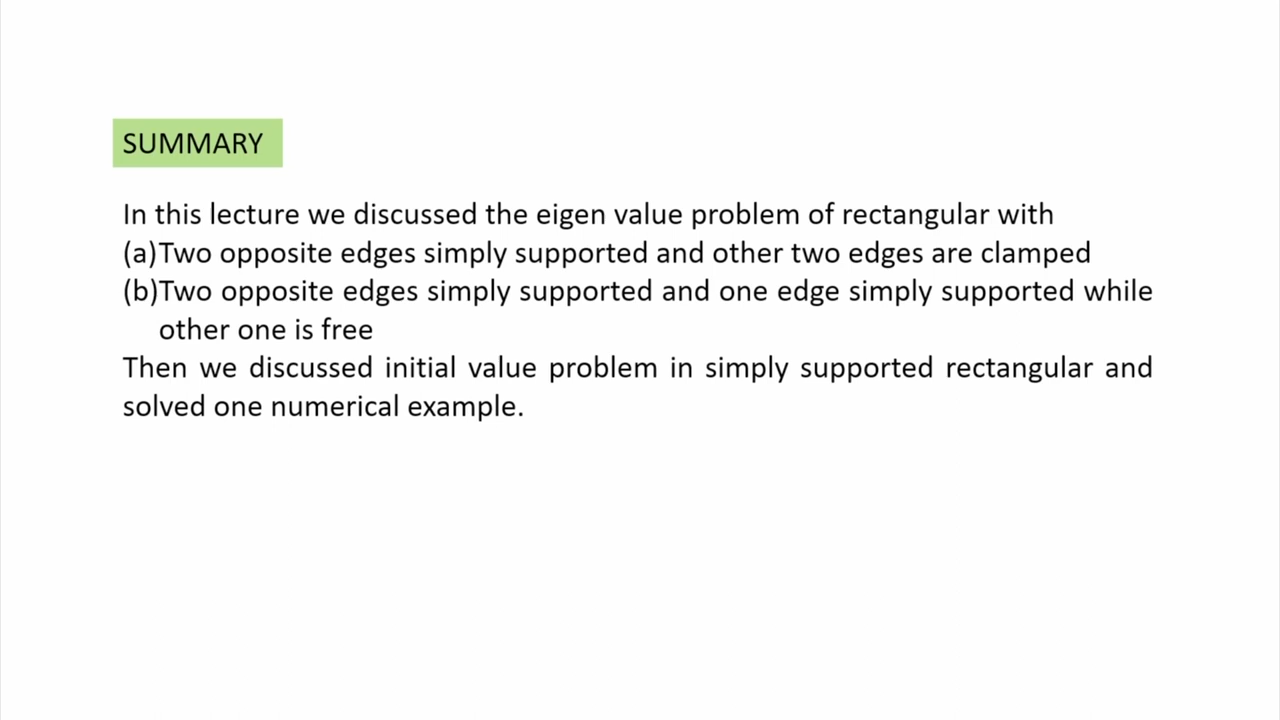 SUMMARY
In this lecture we discussed the eigen value problem of rectangular with
(a)Two opposite edges simply supported and other two edges are clamped
(b)Two opposite edges simply supported and one edge simply supported while
other one is free
Then we discussed initial value problem in simply supported rectangular and
solved one numerical example.